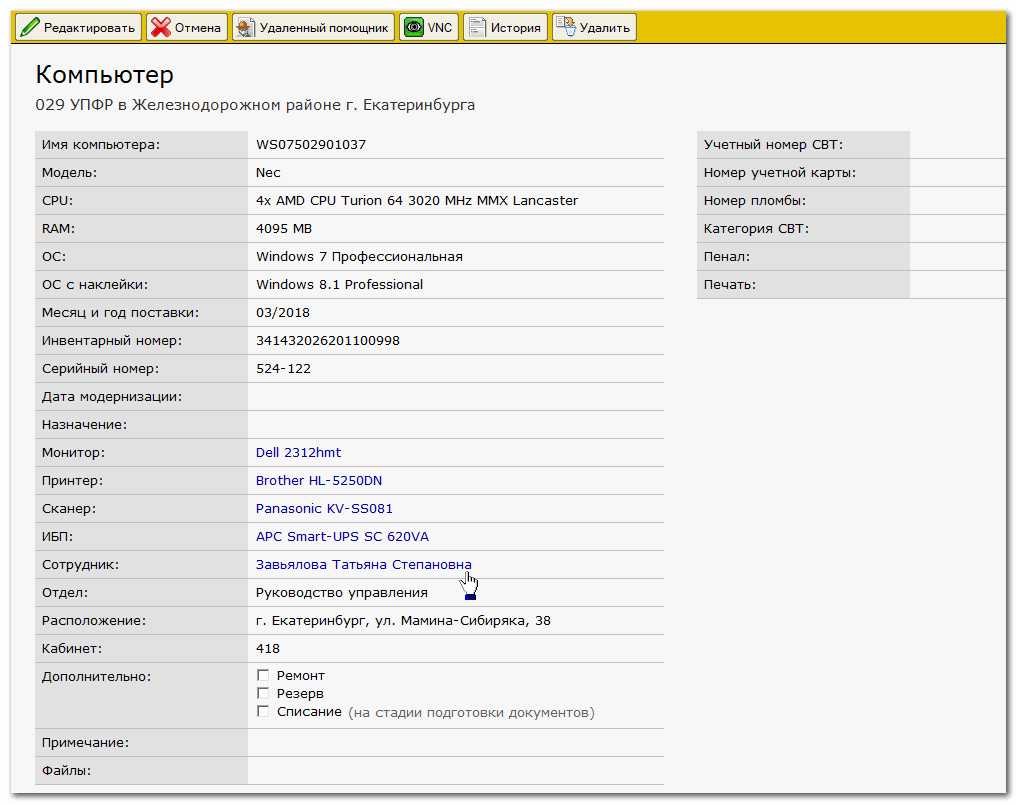 Редактировать Отмена Удаленный помощник VNC История Удалить
Компьютер
029 УПФР в Железнодорожном районе г. Екатеринбурга
Имя компьютера: WS07502901037
Модель: Nec
CPU: 4x AMD CPU Turion 64 3020 MHz MMX Lancaster
RAM: 4095 MB
ОС: Windows 7 Профессиональная
ОС с наклейки: Windows 8.1 Professional
Месяц и год поставки: 03/2018
Инвентарный номер: 341432026201100998
Серийный номер: 524-122
Дата модернизации:
Назначение:
Монитор: Dell 2312hmt
Принтер: Brother HL-5250DN
Сканер: Panasonic KV-SS081
ИБП: APC Smart-UPS SC 620VA
Сотрудник: Завьялова Татьяна Степановна
Отдел: Руководство управления
Расположение: г. Екатеринбург, ул. Мамина-Сибиряка, 38
Кабинет: 418
Дополнительно: Ремонт
Резерв
Списание (на стадии подготовки документов)
Примечание:
Файлы:
Учетный номер СВТ:
Номер учетной карты:
Номер пломбы:
Категория СВТ:
Пенал:
Печать: